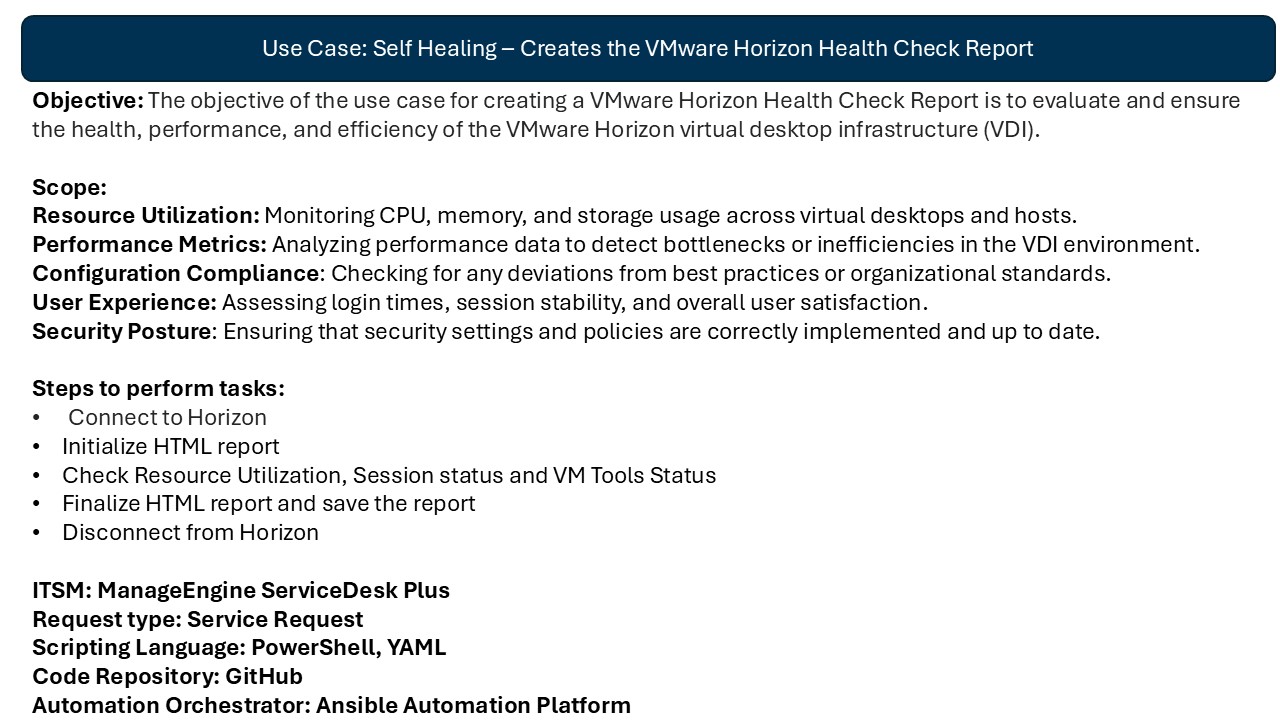 Use Case: Self Healing – Creates the VMware Horizon Health Check Report
Objective: The objective of the use case for creating a VMware Horizon Health Check Report is to evaluate and ensure
the health, performance, and efficiency of the VMware Horizon virtual desktop infrastructure (VDI).
Scope:
Resource Utilization: Monitoring CPU, memory, and storage usage across virtual desktops and hosts.
Performance Metrics: Analyzing performance data to detect bottlenecks or inefficiencies in the VDI environment.
Configuration Compliance: Checking for any deviations from best practices or organizational standards.
User Experience: Assessing login times, session stability, and overall user satisfaction.
Security Posture: Ensuring that security settings and policies are correctly implemented and up to date.
Steps to perform tasks:
• Connect to Horizon
• Initialize HTML report
• Check Resource Utilization, Session status and VM Tools Status
• Finalize HTML report and save the report
• Disconnect from Horizon
ITSM: ManageEngine ServiceDesk Plus
Request type: Service Request
Scripting Language: PowerShell, YAML
Code Repository: GitHub
Automation Orchestrator: Ansible Automation Platform